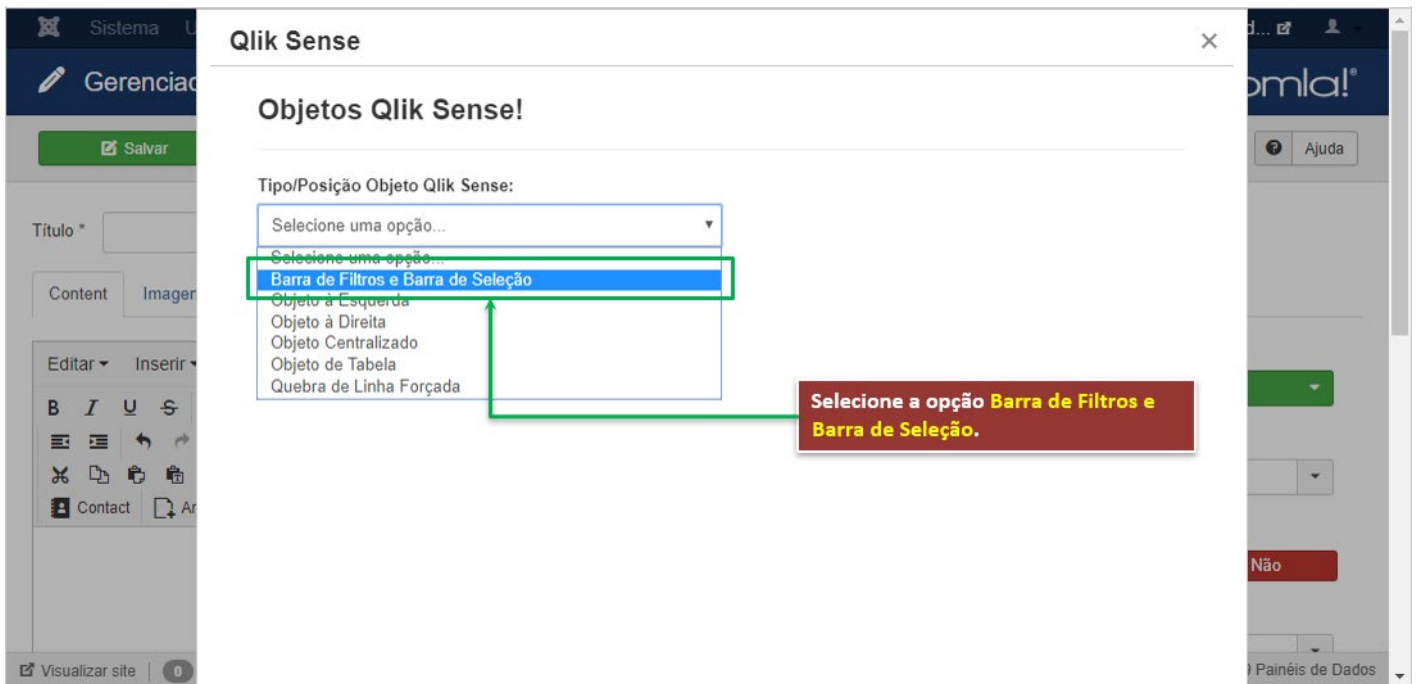 Sistema U
d...
Gerenciad
omla!®
Salvar
Ajuda
Título *
Content Imager
Editar Inserir
B I U S
Contact Ar
Qlik Sense ×
Objetos Qlik Sense!
Tipo/Posição Objeto Qlik Sense:
Selecione uma opção...
Selecione uma opção...
Barra de Filtros e Barra de Seleção
Objeto à Esquerda
Objeto à Direita
Objeto Centralizado
Objeto de Tabela
Quebra de Linha Forçada
Selecione a opção Barra de Filtros e
Barra de Seleção.
Não
Visualizar site 0
Painéis de Dados